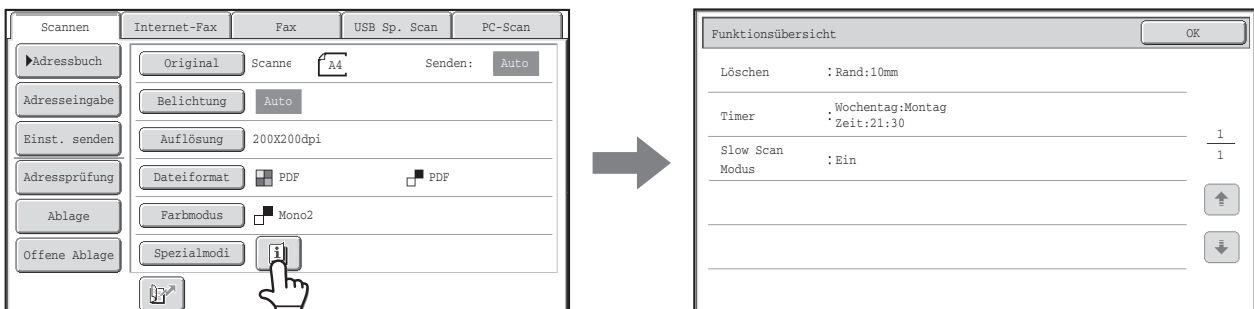 Scannen
Internet-Fax
Fax
USB Sp. Scan
PC-Scan
Adressbuch
Adresseingabe
Einst. senden
Adressprüfung
Ablage
Offene Ablage
Original Scanne A4 Senden: Auto
Belichtung Auto
Auflösung 200X200dpi
Dateiformat PDF PDF
Farbmodus Mono2
Spezialmodi
Funktionsübersicht OK
Löschen :Rand:10mm
Timer :Wochentag:Montag
Zeit:21:30
Slow Scan
Modus :Ein
1
1